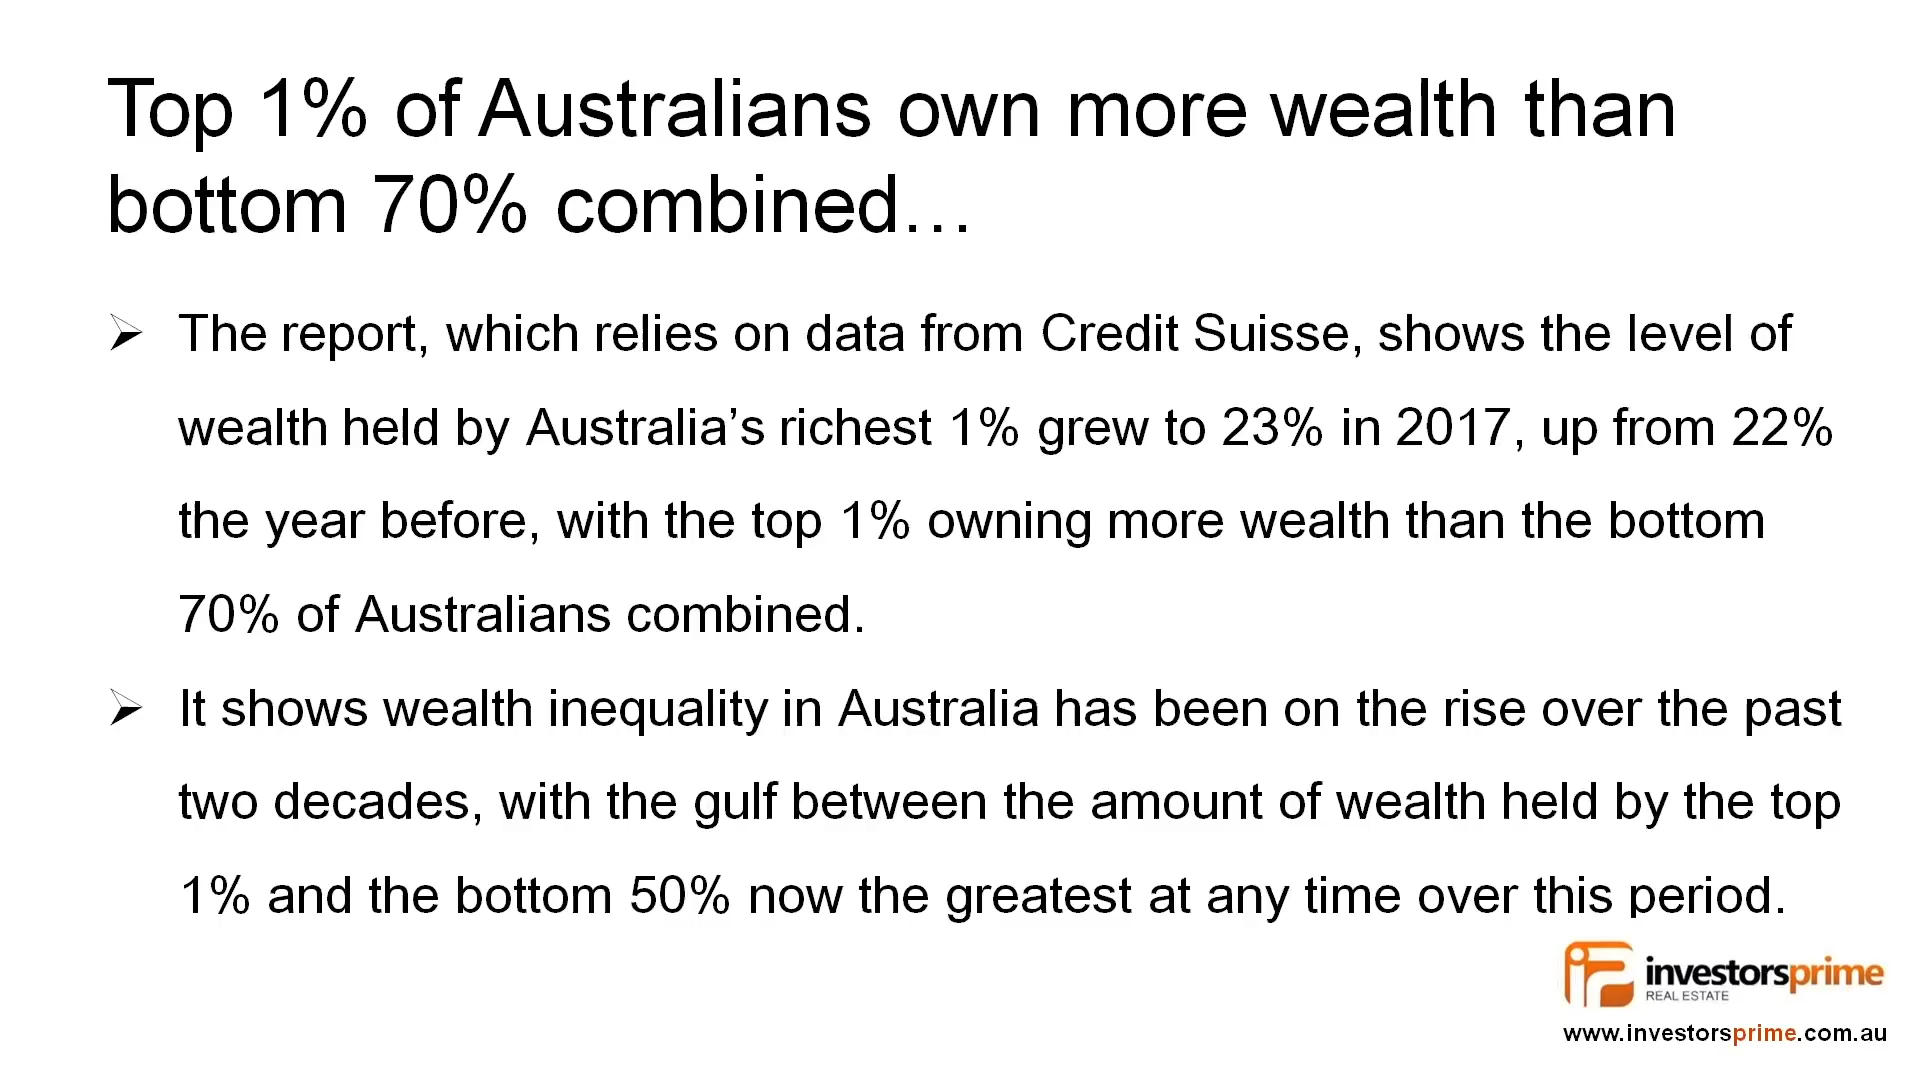 Top 1% of Australians own more wealth than
bottom 70% combined…
➢ The report, which relies on data from Credit Suisse, shows the level of
wealth held by Australia’s richest 1% grew to 23% in 2017, up from 22%
the year before, with the top 1% owning more wealth than the bottom
70% of Australians combined.
➢ It shows wealth inequality in Australia has been on the rise over the past
two decades, with the gulf between the amount of wealth held by the top
1% and the bottom 50% now the greatest at any time over this period.
investorsprime
REAL ESTATE
www.investorsprime.com.au